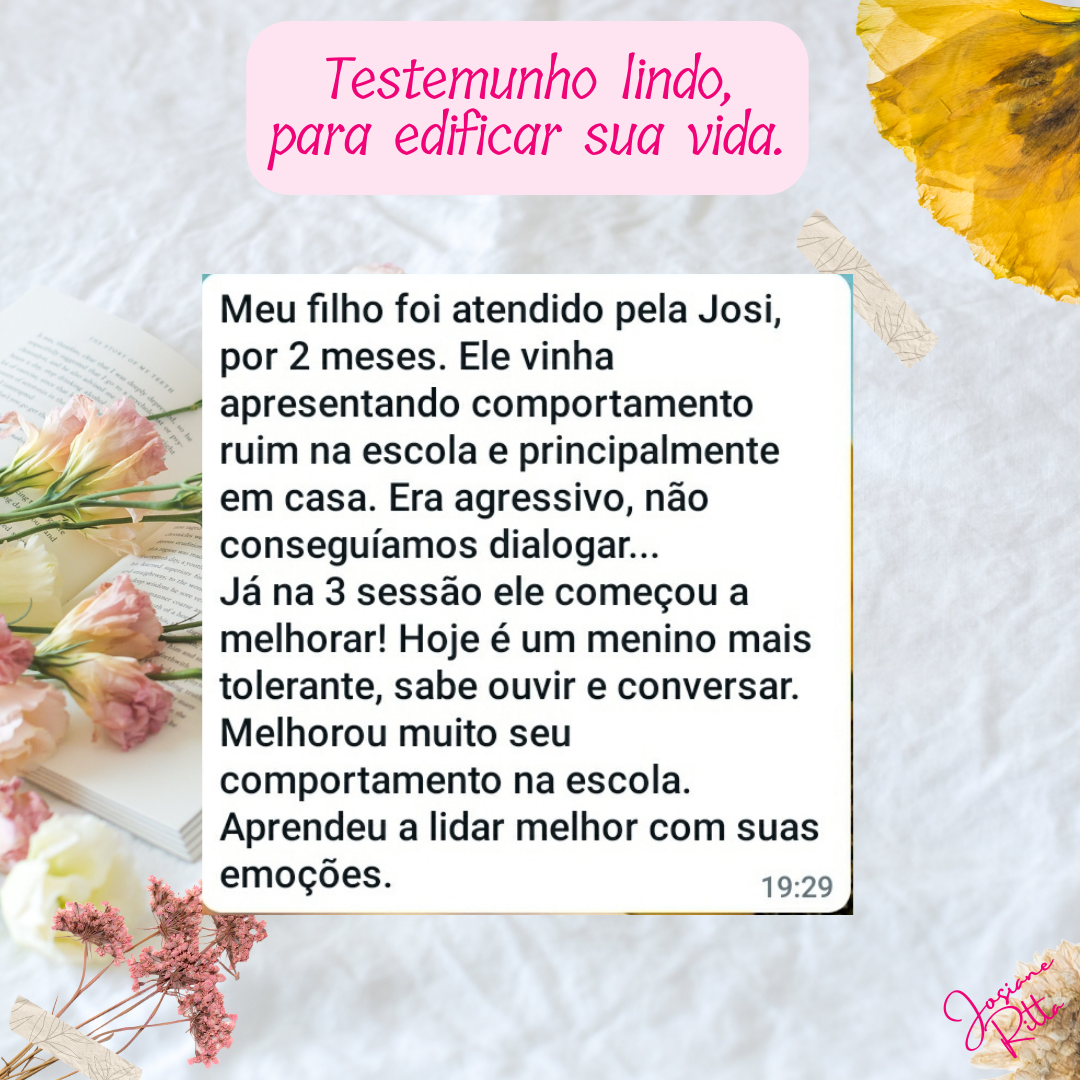 Testemunho lindo,
para edificar sua vida.
Meu filho foi atendido pela Josi,
por 2 meses. Ele vinha
apresentando comportamento
ruim na escola e principalmente
em casa. Era agressivo, não
conseguíamos dialogar...
Já na 3 sessão ele começou a
melhorar! Hoje é um menino mais
tolerante, sabe ouvir e conversar.
Melhorou muito seu
comportamento na escola.
Aprendeu a lidar melhor com suas
emoções.
19:29
Josiane
Ritta